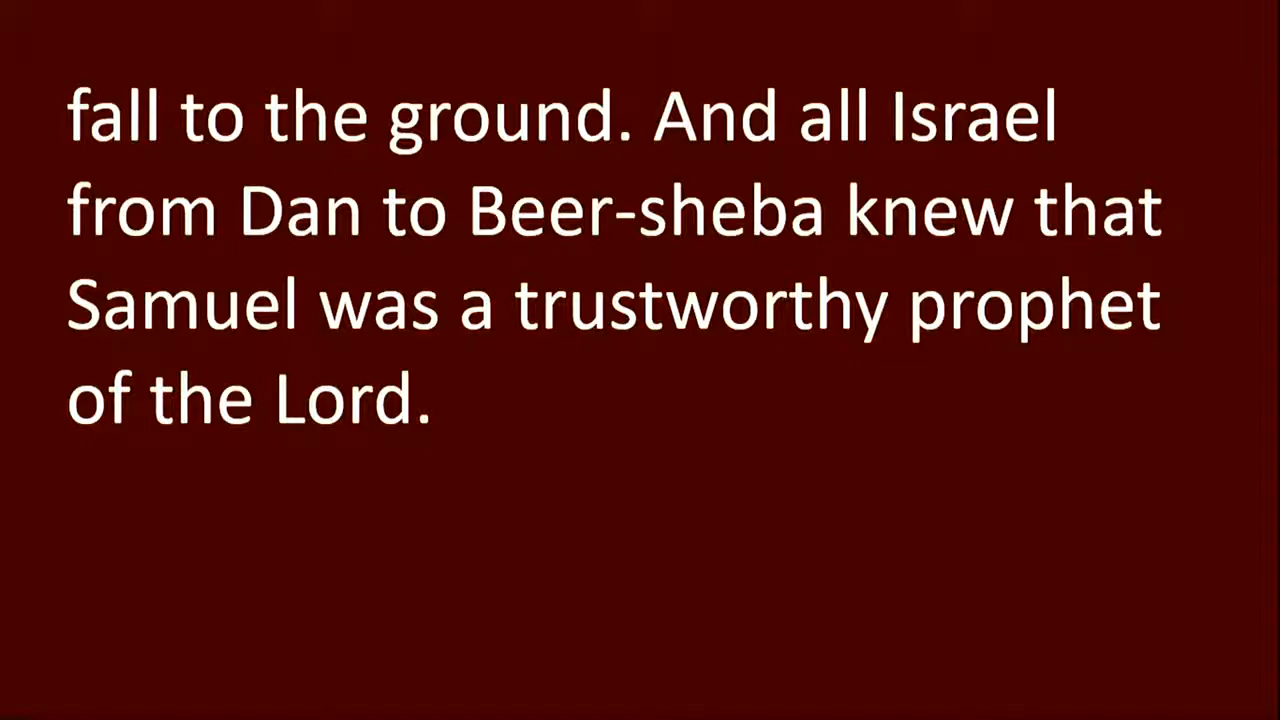 fall to the ground. And all Israel
from Dan to Beer-sheba knew that
Samuel was a trustworthy prophet
of the Lord.